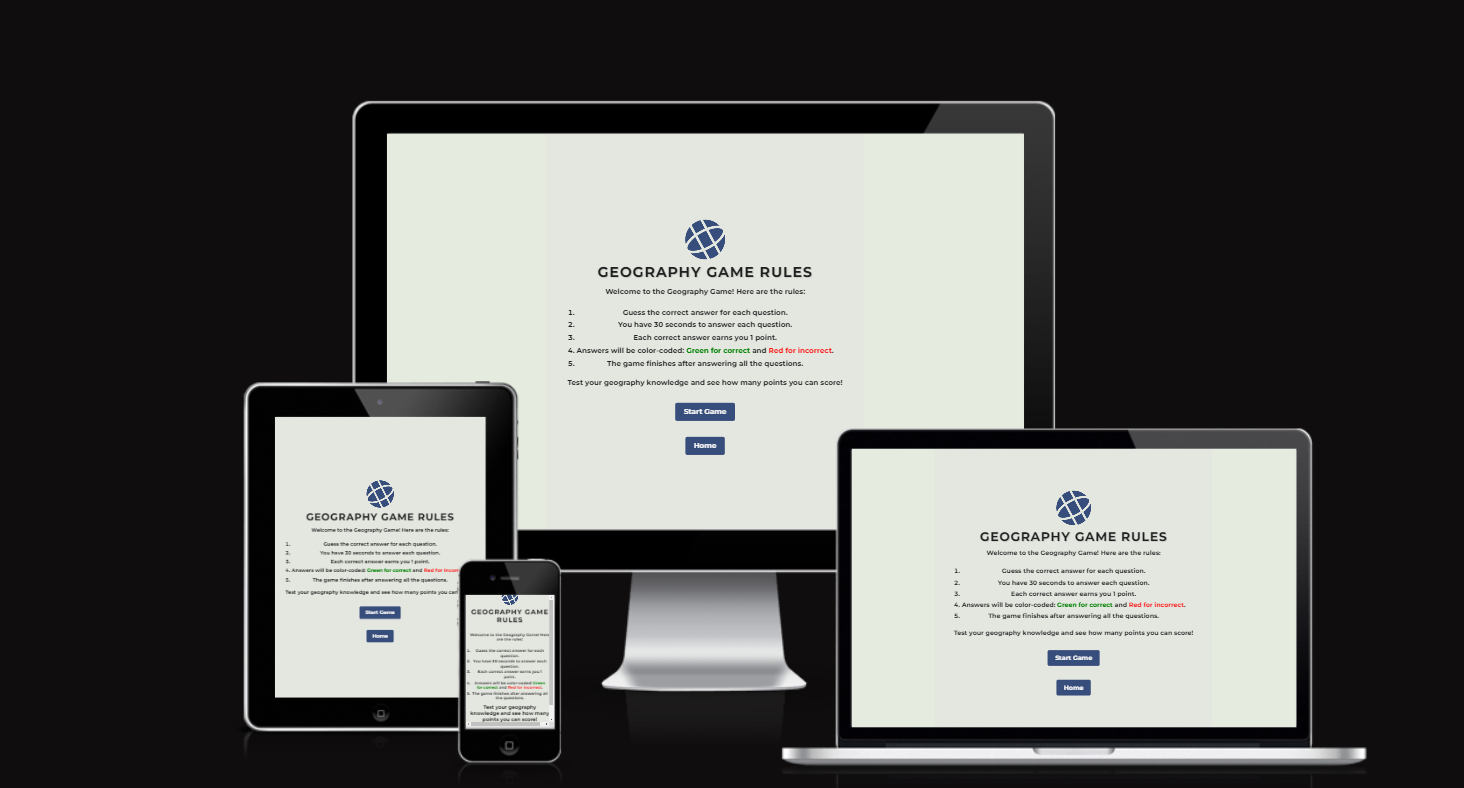 GEOGRAPHY GAME RULES
Welcome to the Geography Game! Here are the rules:
1. Guess the correct answer for each question.
2. You have 30 seconds to answer each question.
3. Each correct answer earns you 1 point.
4. Answers will be color-coded: Green for correct and Red for incorrect.
5. The game finishes after answering all the questions.
Test your geography knowledge and see how many points you can score!
Start Game
Home
GEOGRAPHY GAME RULES
Welcome to the Geography Game! Here are the rules:
1. Guess the correct answer for each question.
2. You have 30 seconds to answer each question.
3. Each correct answer earns you 1 point.
4. Answers will be color-coded: Green for correct and Red for incorr
5. The game finishes after answering all the questions.
Test your geography knowledge and see how many points you can
Start Game
Home
GEOGRAPHY GAME
RULES
Welcome to the Geography Game! Here
are the rules:
1. Guess the correct answer for each
question.
2. You have 30 seconds to answer each
question.
3. Each correct answer earns you 1
point.
4. Answers will be color-coded: Green
for correct and Red for incorrect.
5. The game finishes after answering all
the questions.
Test your geography
knowledge and see how many
points you can score!
GEOGRAPHY GAME RULES
Welcome to the Geography Game! Here are the rules:
1. Guess the correct answer for each question.
2. You have 30 seconds to answer each question.
3. Each correct answer earns you 1 point.
4. Answers will be color-coded: Green for correct and Red for incorrect.
5. The game finishes after answering all the questions.
Test your geography knowledge and see how many points you can score!
Start Game
Home